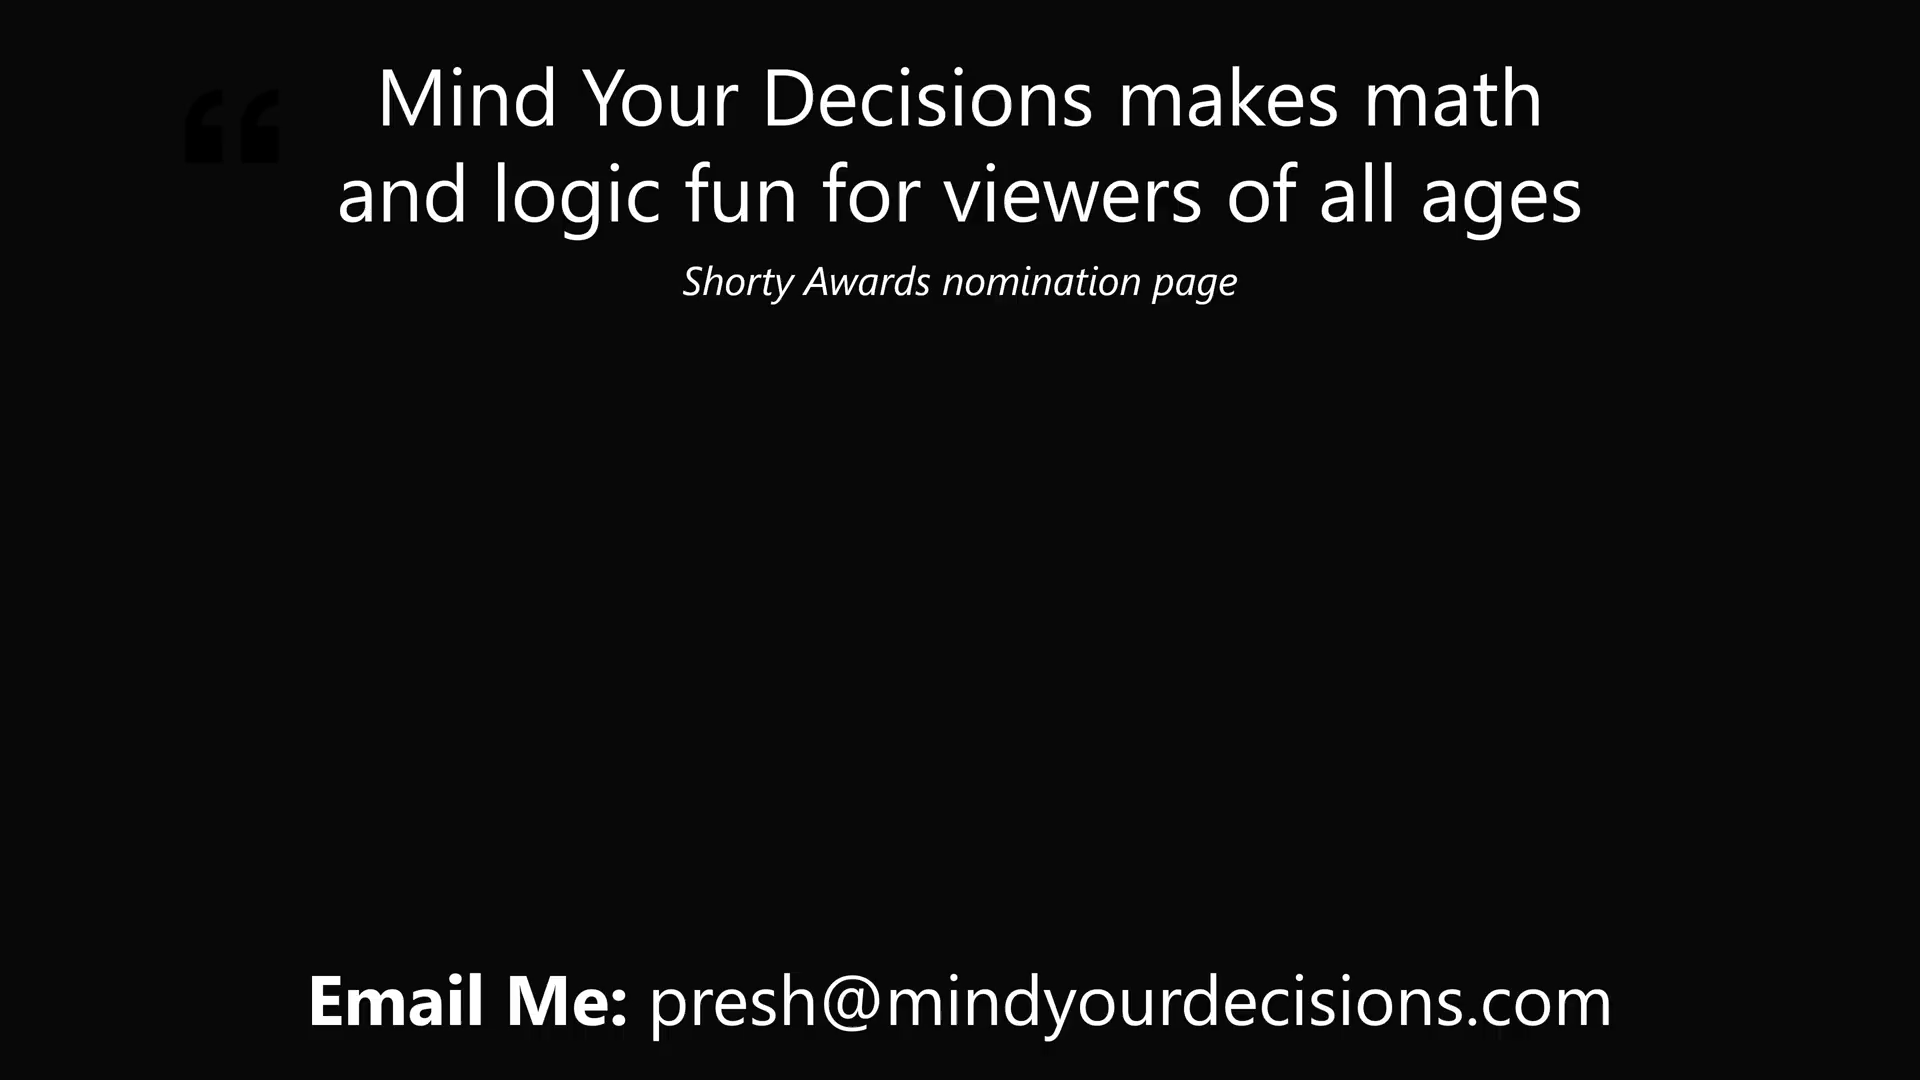 “
Mind Your Decisions makes math
and logic fun for viewers of all ages
Shorty Awards nomination page
Email Me: presh@mindyourdecisions.com